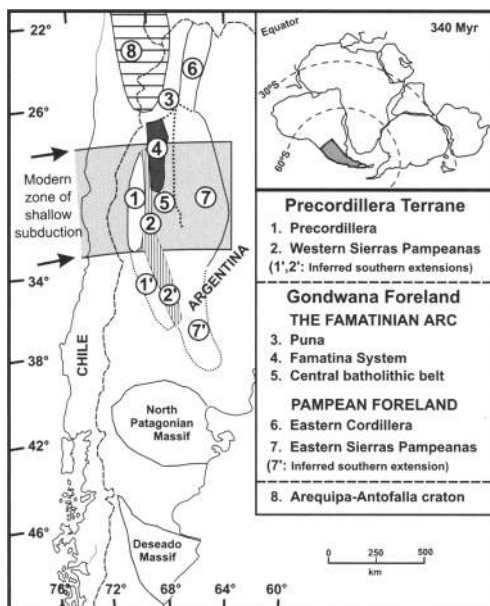 22°
26°
34°
38°
42°
46°
76°
72°
68°
64°
60°
8
6
3
4
1
5
7
2
1'
2'
7'
Modern
zone of
shallow
subduction
CHILE
ARGENTINA
North
Patagonian
Massif
Deseado
Massif
Equator
340 Myr
30°S
60°S
Precordillera Terrane
1. Precordillera
2. Western Sierras Pampeanas
(1',2': Inferred southern extensions)
Gondwana Foreland
THE FAMATINIAN ARC
3. Puna
4. Famatina System
5. Central batholithic belt
PAMPEAN FORELAND
6. Eastern Cordillera
7. Eastern Sierras Pampeanas
(7': Inferred southern extension)
8. Arequipa-Antofalla craton
0 250 500
km